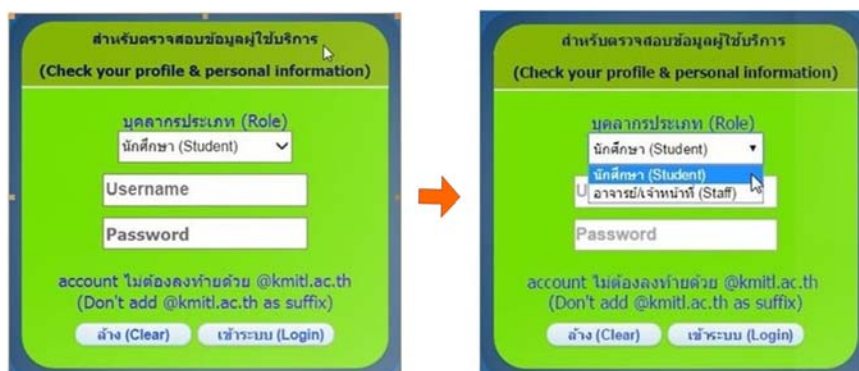 สำหรับตรวจสอบข้อมูลผู้ใช้บริการ
(Check your profile & personal information)
บุคลากรประเภท (Role)
นักศึกษา (Student)
Username
Password
account ไม่ต้องลงท้ายด้วย @kmitl.ac.th
(Don't add @kmitl.ac.th as suffix)
ล้าง (Clear) เข้าระบบ (Login)
สำหรับตรวจสอบข้อมูลผู้ใช้บริการ
(Check your profile & personal information)
บุคลากรประเภท (Role)
นักศึกษา (Student)
นักศึกษา (Student)
อาจารย์/เจ้าหน้าที่ (Staff)
Password
account ไม่ต้องลงท้ายด้วย @kmitl.ac.th
(Don't add @kmitl.ac.th as suffix)
ล้าง (Clear) เข้าระบบ (Login)